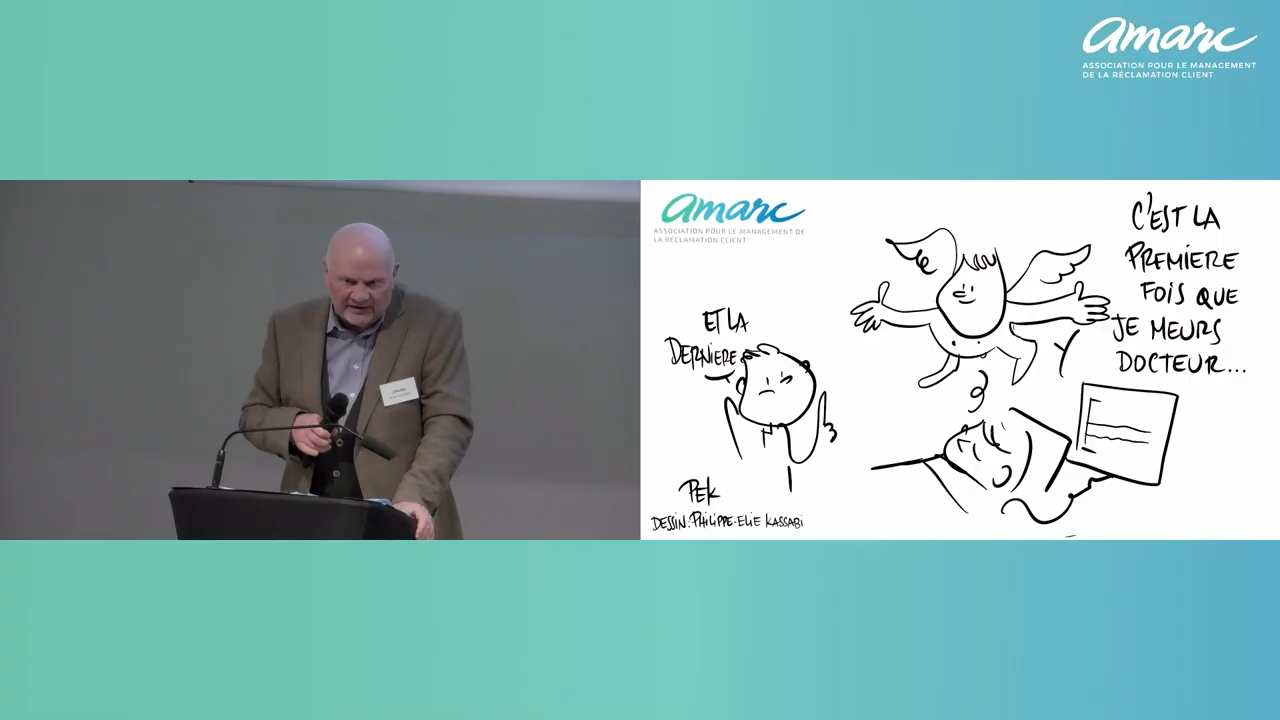 amarc
ASSOCIATION POUR LE MANAGEMENT
DE LA RÉCLAMATION CLIENT
amarc
ASSOCIATION POUR LE MANAGEMENT DE
LA RÉCLAMATION CLIENT
C'EST LA
PREMIERE
FOIS QUE
JE MEURS
DOCTEUR...
ET LA
DERNIERE
PEK
DESSIN: PHILIPPE-ELIE KASSABI